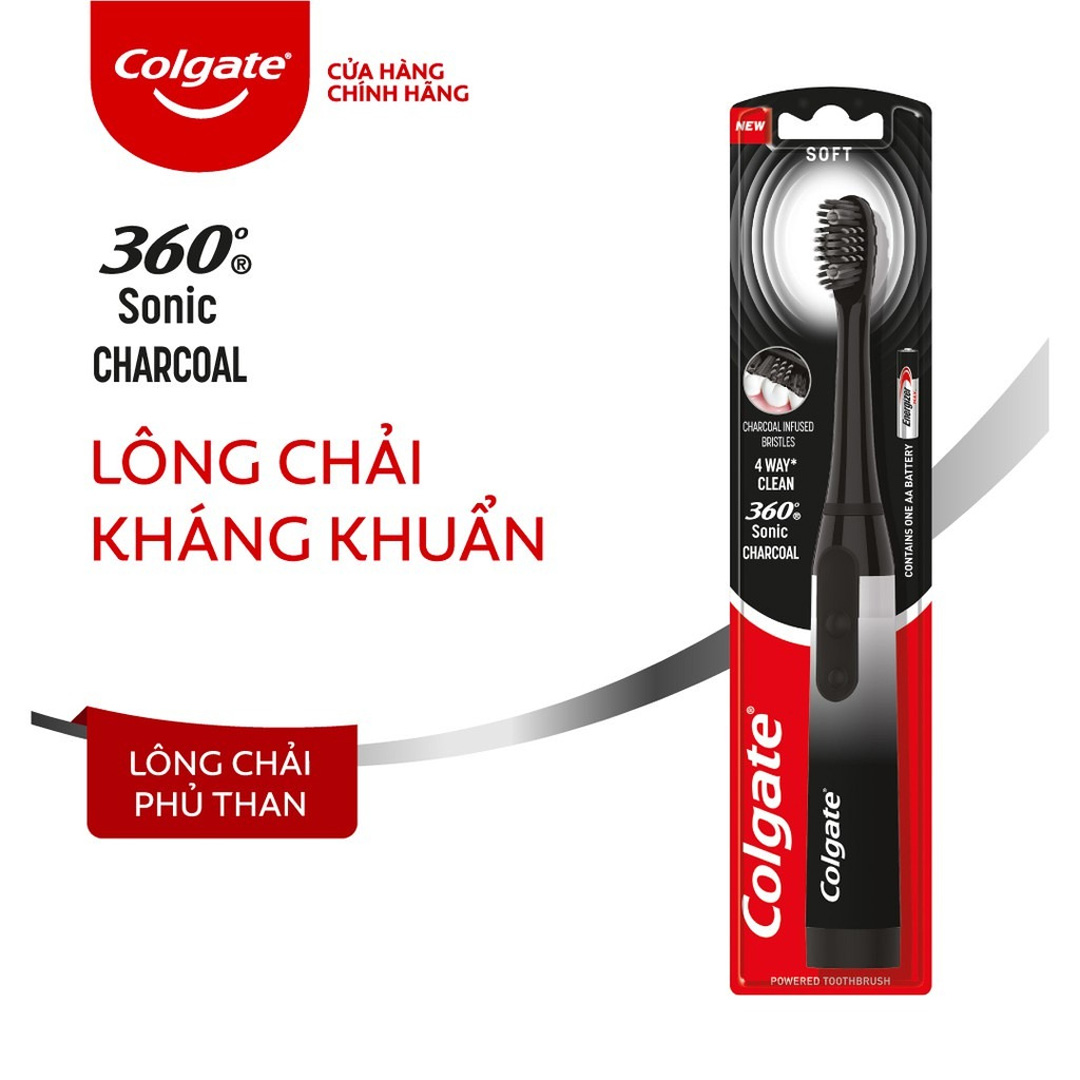 Colgate®
CỬA HÀNG
CHÍNH HÃNG
360°®
Sonic
CHARCOAL
LÔNG CHẢI
KHÁNG KHUẨN
LÔNG CHẢI
PHỦ THAN
NEW
SOFT
CHARCOAL INFUSED
BRISTLES
4 WAY*
CLEAN
360°®
Sonic
CHARCOAL
Energizer
MAX
CONTAINS ONE AA BATTERY
Colgate®
Colgate®
POWERED TOOTHBRUSH